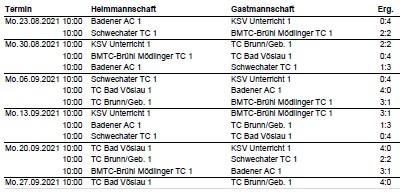 Termin Heimmannschaft Gastmannschaft Erg.
Mo.23.08.2021 10:00 Badener AC 1 KSV Unterricht 1 0:4
10:00 Schwechater TC 1 BMTC-Brühl Mödlinger TC 1 2:2
Mo.30.08.2021 10:00 KSV Unterricht 1 TC Brunn/Geb. 1 2:2
10:00 BMTC-Brühl Mödlinger TC 1 TC Bad Vöslau 1 0:4
10:00 Badener AC 1 Schwechater TC 1 1:3
Mo.06.09.2021 10:00 Schwechater TC 1 KSV Unterricht 1 0:4
10:00 TC Bad Vöslau 1 Badener AC 1 4:0
10:00 TC Brunn/Geb. 1 BMTC-Brühl Mödlinger TC 1 3:1
Mo.13.09.2021 10:00 KSV Unterricht 1 BMTC-Brühl Mödlinger TC 1 3:1
10:00 Badener AC 1 TC Brunn/Geb. 1 1:3
10:00 Schwechater TC 1 TC Bad Vöslau 1 0:4
Mo.20.09.2021 10:00 TC Bad Vöslau 1 KSV Unterricht 1 4:0
10:00 TC Brunn/Geb. 1 Schwechater TC 1 2:2
10:00 BMTC-Brühl Mödlinger TC 1 Badener AC 1 3:1
Mo.27.09.2021 10:00 TC Bad Vöslau 1 TC Brunn/Geb. 1 4:0